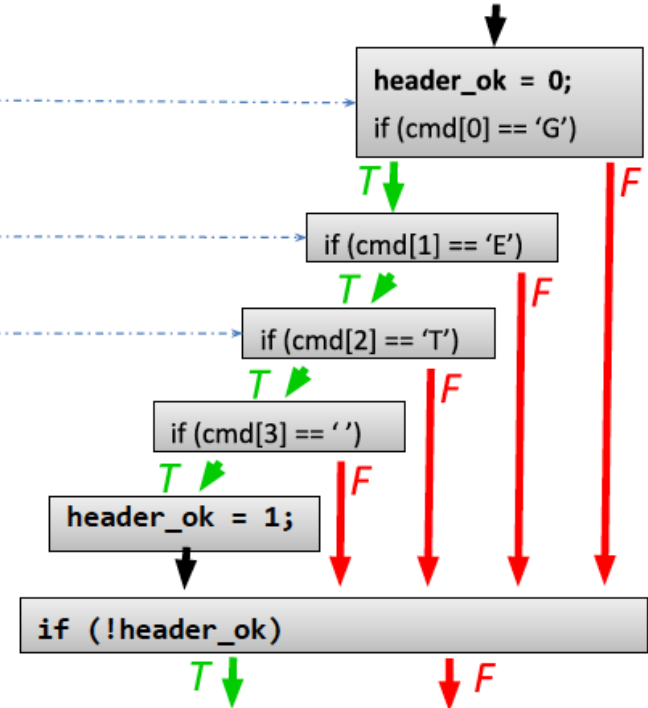 header_ok = 0;
if (cmd[0] == ‘G’)
T
F
if (cmd[1] == ‘E’)
T
F
if (cmd[2] == ‘T’)
T
F
if (cmd[3] == ‘ ’)
T
F
header_ok = 1;
if (!header_ok)
T
F